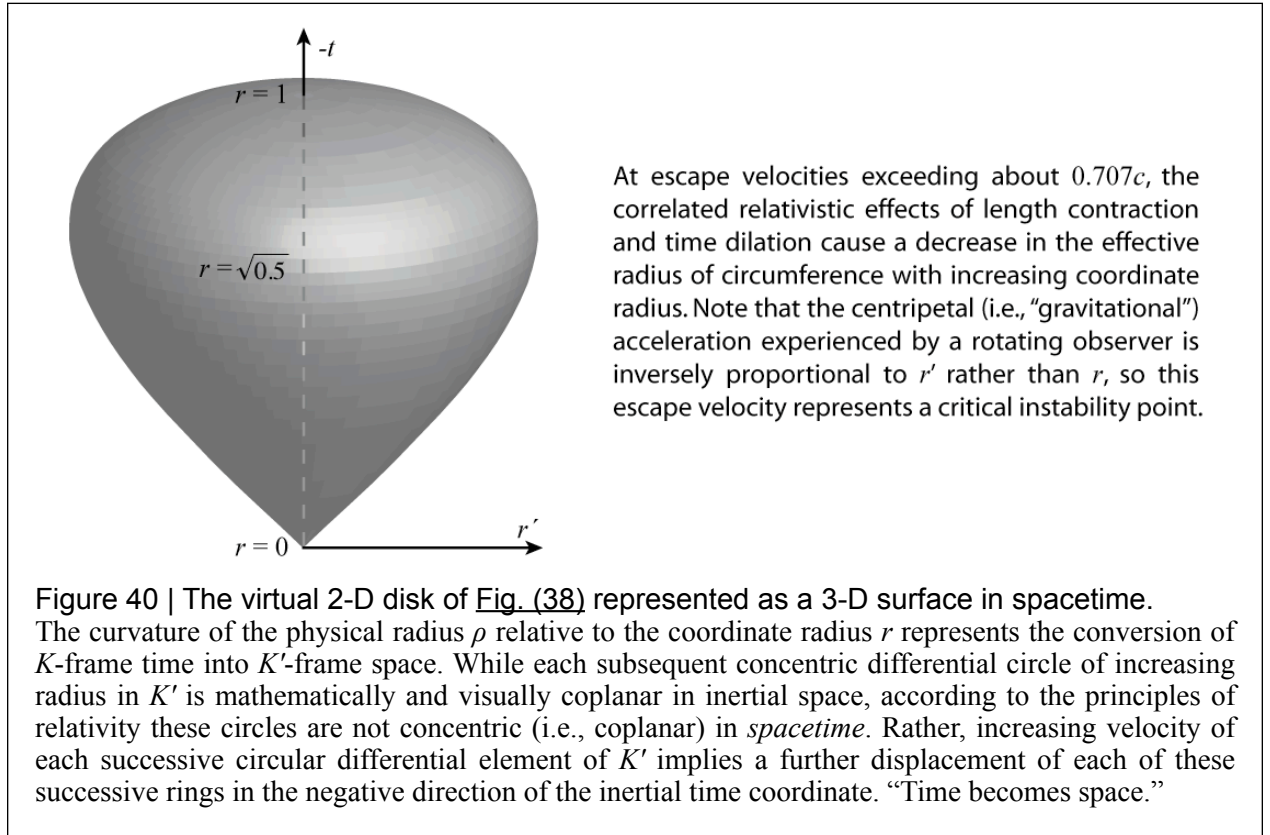 -t
r = 1
r = √0.5
r = 0
r´
At escape velocities exceeding about 0.707c, the
correlated relativistic effects of length contraction
and time dilation cause a decrease in the effective
radius of circumference with increasing coordinate
radius. Note that the centripetal (i.e., “gravitational”)
acceleration experienced by a rotating observer is
inversely proportional to r′ rather than r, so this
escape velocity represents a critical instability point.
Figure 40 | The virtual 2-D disk of Fig. (38) represented as a 3-D surface in spacetime.
The curvature of the physical radius ρ relative to the coordinate radius r represents the conversion of
K-frame time into K′-frame space. While each subsequent concentric differential circle of increasing
radius in K′ is mathematically and visually coplanar in inertial space, according to the principles of
relativity these circles are not concentric (i.e., coplanar) in spacetime. Rather, increasing velocity of
each successive circular differential element of K′ implies a further displacement of each of these
successive rings in the negative direction of the inertial time coordinate. “Time becomes space.”